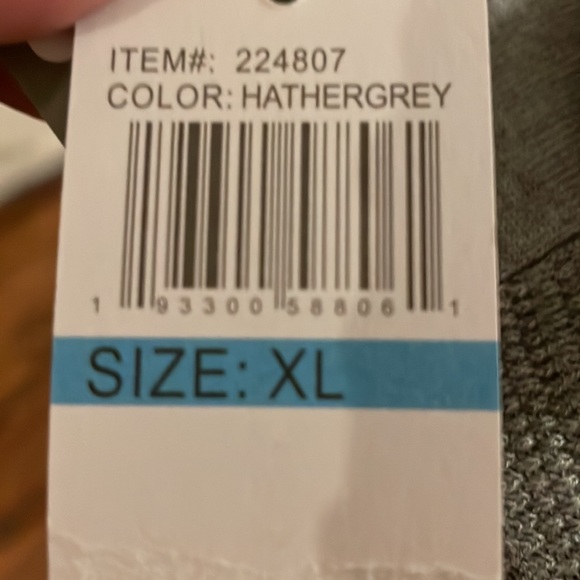 ITEM#: 224807
COLOR: HATHERGREY
1 93300 58806 1
SIZE: XL